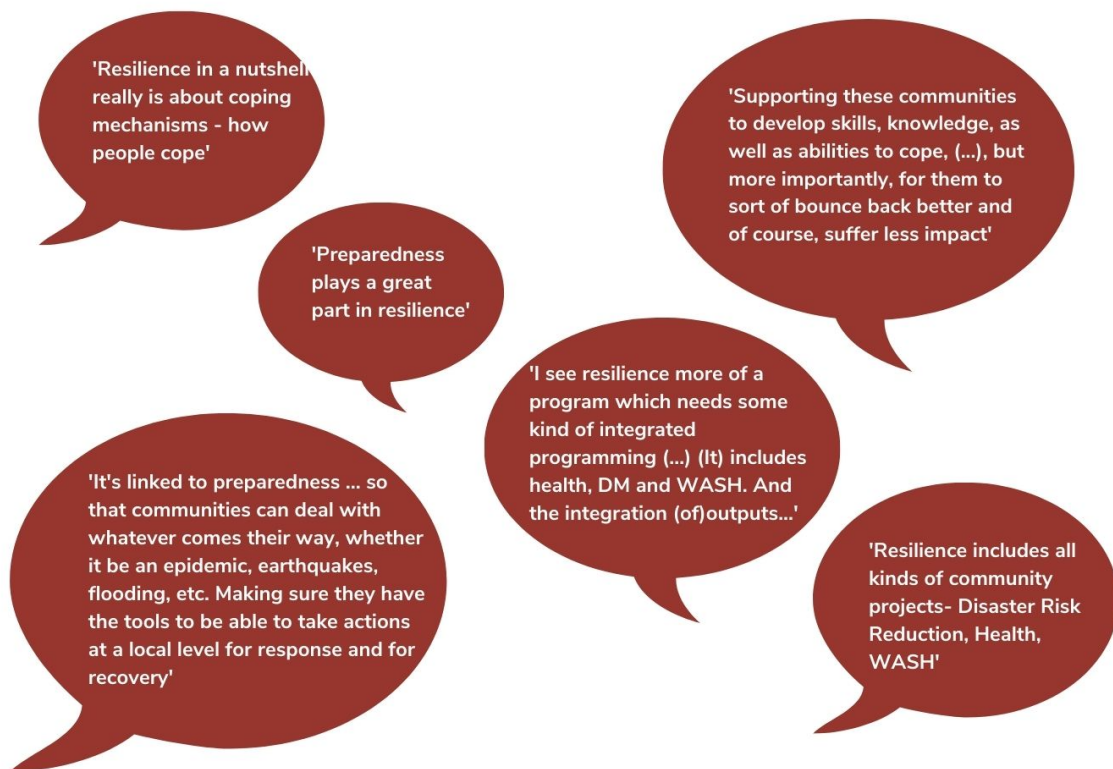 'Resilience in a nutshell
really is about coping
mechanisms - how
people cope'
'Supporting these communities
to develop skills, knowledge, as
well as abilities to cope, (...), but
more importantly, for them to
sort of bounce back better and
of course, suffer less impact'
'Preparedness
plays a great
part in resilience'
'I see resilience more of a
program which needs some
kind of integrated
programming (...) (It) includes
health, DM and WASH. And
the integration (of)outputs...'
'It's linked to preparedness ... so
that communities can deal with
whatever comes their way, whether
it be an epidemic, earthquakes,
flooding, etc. Making sure they have
the tools to be able to take actions
at a local level for response and for
recovery'
'Resilience includes all
kinds of community
projects- Disaster Risk
Reduction, Health,
WASH'